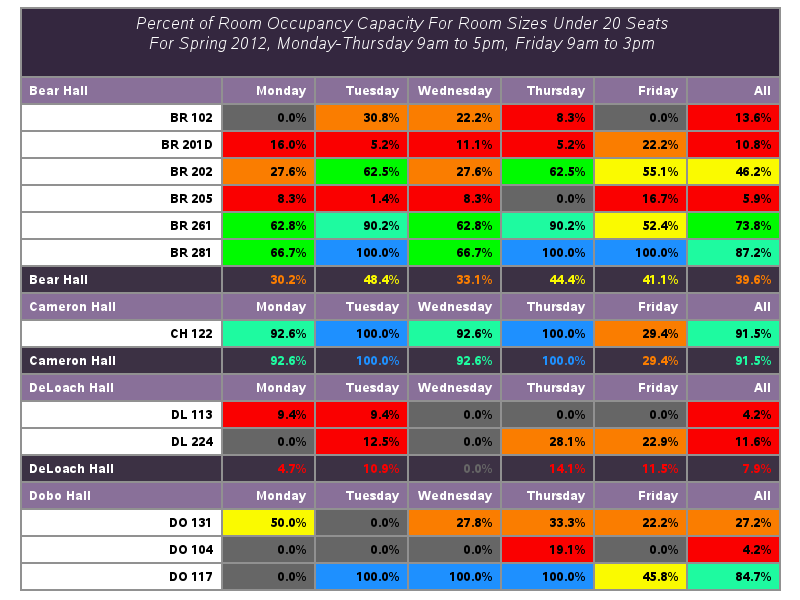 Percent of Room Occupancy Capacity For Room Sizes Under 20 Seats
For Spring 2012, Monday-Thursday 9am to 5pm, Friday 9am to 3pm
Bear Hall Monday Tuesday Wednesday Thursday Friday All
BR 102 0.0% 30.8% 22.2% 8.3% 0.0% 13.6%
BR 201D 16.0% 5.2% 11.1% 5.2% 22.2% 10.8%
BR 202 27.6% 62.5% 27.6% 62.5% 55.1% 46.2%
BR 205 8.3% 1.4% 8.3% 0.0% 16.7% 5.9%
BR 261 62.8% 90.2% 62.8% 90.2% 52.4% 73.8%
BR 281 66.7% 100.0% 66.7% 100.0% 100.0% 87.2%
Bear Hall 30.2% 48.4% 33.1% 44.4% 41.1% 39.6%
Cameron Hall Monday Tuesday Wednesday Thursday Friday All
CH 122 92.6% 100.0% 92.6% 100.0% 29.4% 91.5%
Cameron Hall 92.6% 100.0% 92.6% 100.0% 29.4% 91.5%
DeLoach Hall Monday Tuesday Wednesday Thursday Friday All
DL 113 9.4% 9.4% 0.0% 0.0% 0.0% 4.2%
DL 224 0.0% 12.5% 0.0% 28.1% 22.9% 11.6%
DeLoach Hall 4.7% 10.9% 0.0% 14.1% 11.5% 7.9%
Dobo Hall Monday Tuesday Wednesday Thursday Friday All
DO 131 50.0% 0.0% 27.8% 33.3% 22.2% 27.2%
DO 104 0.0% 0.0% 0.0% 19.1% 0.0% 4.2%
DO 117 0.0% 100.0% 100.0% 100.0% 45.8% 84.7%